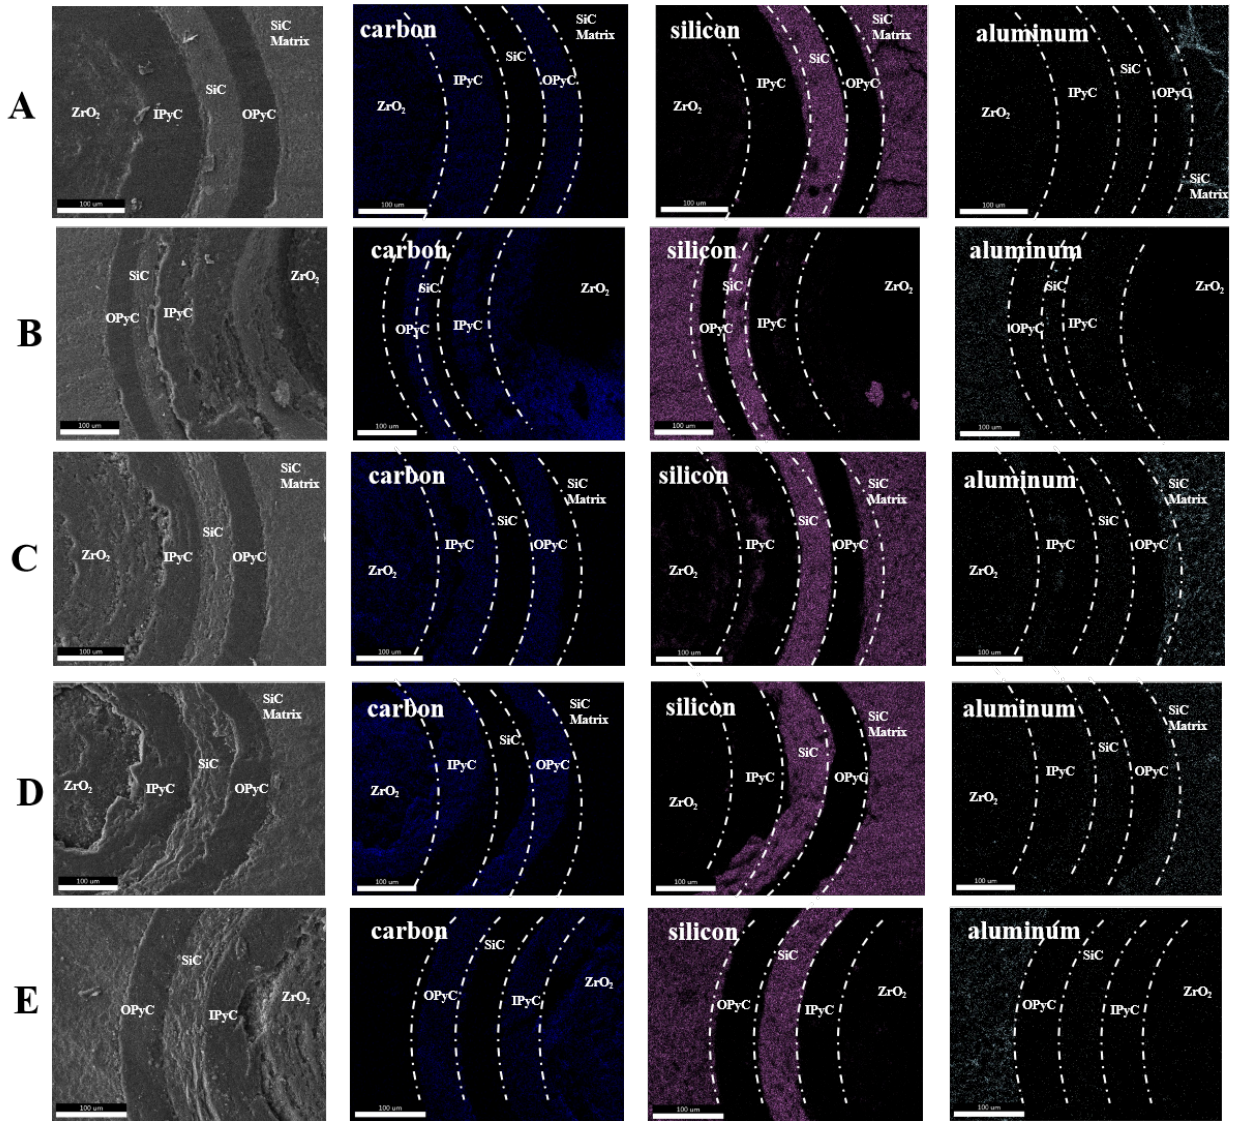 A
SiC
Matrix
SiC
ZrO₂
IPyC
OPyC
100 um
carbon
SiC
Matrix
SiC
IPyC
OPyC
ZrO₂
100 um
silicon
SiC
Matrix
SiC
IPyC
OPyC
ZrO₂
100 um
aluminum
SiC
IPyC
OPyC
ZrO₂
SiC
Matrix
100 um
B
SiC
ZrO₂
OPyC
IPyC
100 um
carbon
SiC
ZrO₂
OPyC
IPyC
100 um
silicon
SiC
ZrO₂
OPyC
IPyC
100 um
aluminum
SiC
ZrO₂
OPyC
IPyC
100 um
C
SiC
Matrix
SiC
ZrO₂
IPyC
OPyC
100 um
carbon
SiC
Matrix
SiC
IPyC
OPyC
ZrO₂
100 um
silicon
SiC
Matrix
SiC
IPyC
OPyC
ZrO₂
100 um
aluminum
SiC
Matrix
SiC
IPyC
OPyC
ZrO₂
100 um
D
SiC
Matrix
SiC
ZrO₂
IPyC
OPyC
100 um
carbon
SiC
Matrix
SiC
IPyC
OPyC
ZrO₂
100 um
silicon
SiC
Matrix
SiC
IPyC
OPyC
ZrO₂
100 um
aluminum
SiC
Matrix
SiC
IPyC
OPyC
ZrO₂
100 um
E
SiC
OPyC
IPyC
ZrO₂
100 um
carbon
SiC
ZrO₂
OPyC
IPyC
100 um
silicon
SiC
ZrO₂
OPyC
IPyC
100 um
aluminum
SiC
ZrO₂
OPyC
IPyC
100 um